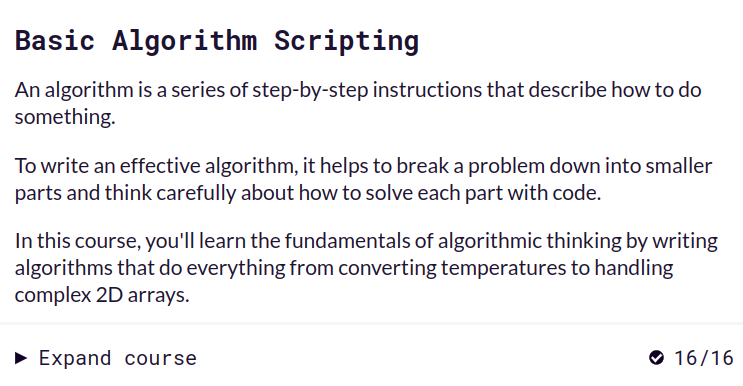 Basic Algorithm Scripting
An algorithm is a series of step-by-step instructions that describe how to do
something.
To write an effective algorithm, it helps to break a problem down into smaller
parts and think carefully about how to solve each part with code.
In this course, you'll learn the fundamentals of algorithmic thinking by writing
algorithms that do everything from converting temperatures to handling
complex 2D arrays.
Expand course 16/16